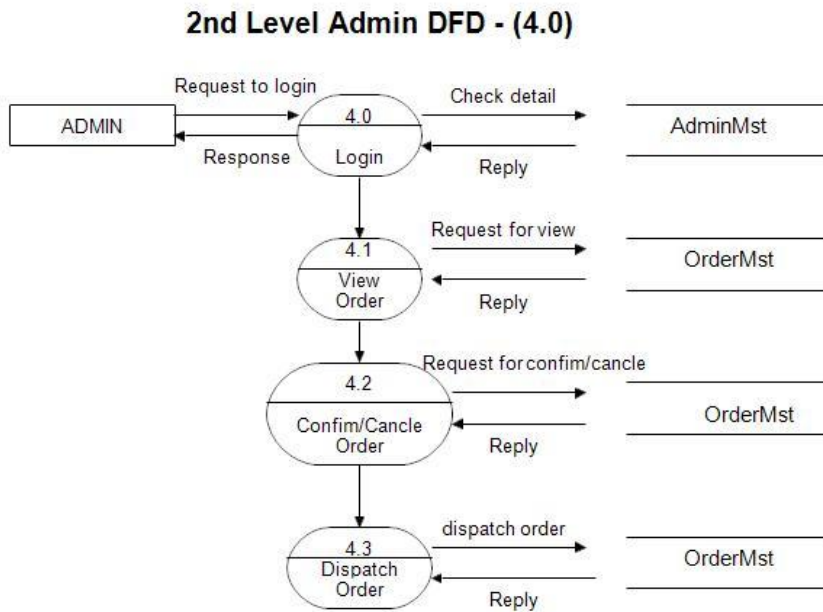 2nd Level Admin DFD - (4.0)
Request to login
ADMIN
Response
4.0
Login
Check detail
Reply
AdminMst
4.1
View
Order
Request for view
Reply
OrderMst
4.2
Confim/Cancle
Order
Request for confim/cancle
Reply
OrderMst
4.3
Dispatch
Order
dispatch order
Reply
OrderMst